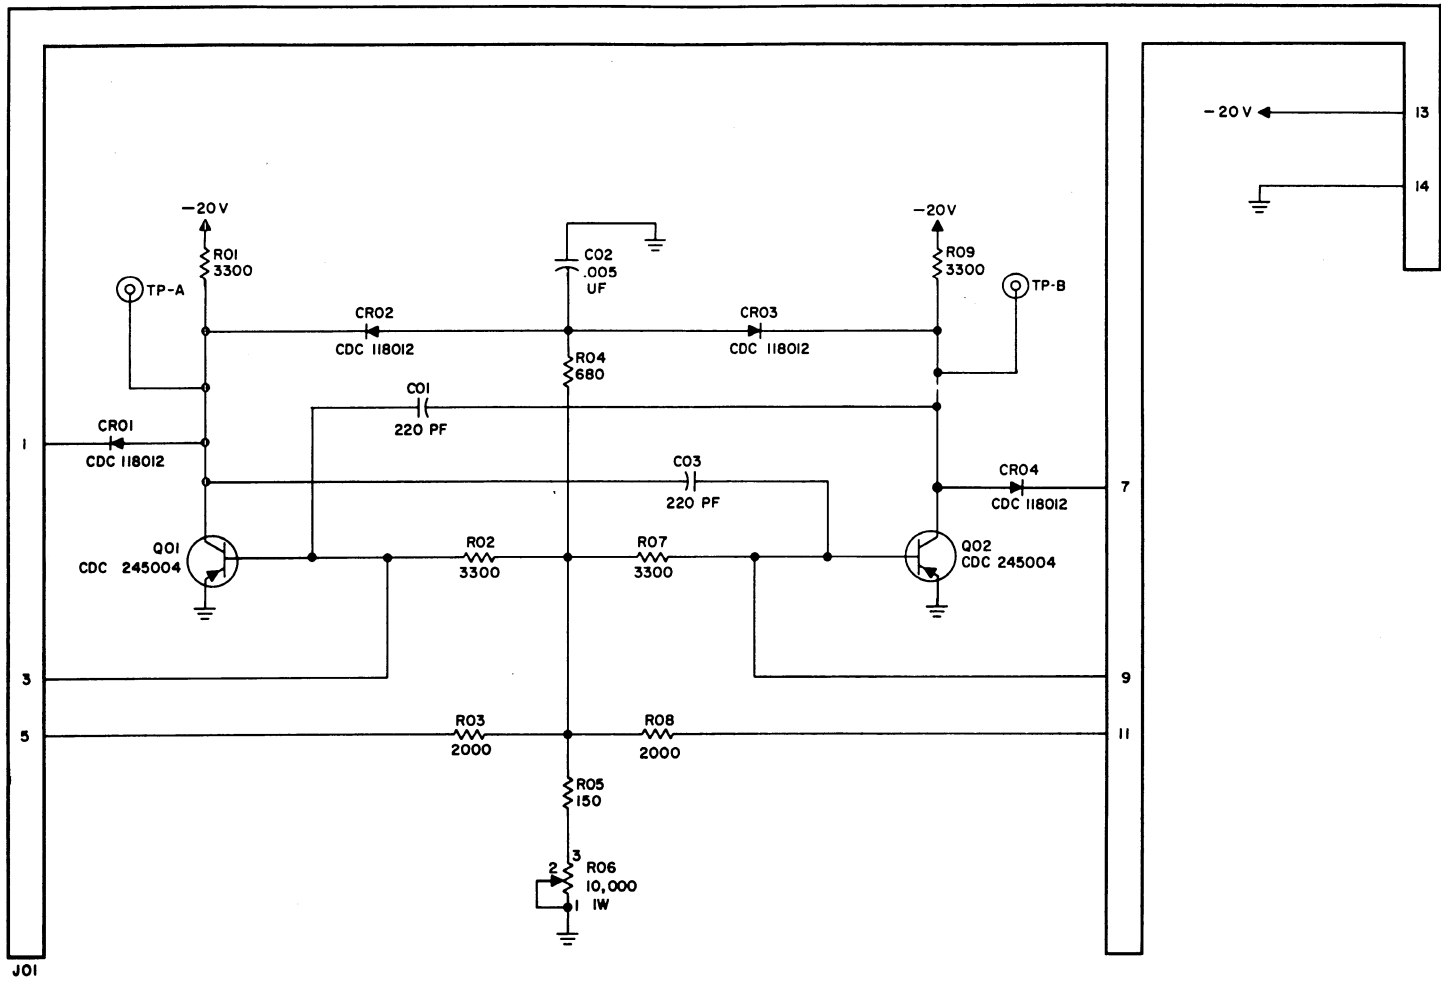 -20V
13
14
-20V
R01
3300
TP-A
C02
.005
UF
-20V
R09
3300
TP-B
CR02
CDC 118012
CR03
CDC 118012
R04
680
C01
220 PF
1
CR01
CDC 118012
C03
220 PF
CR04
CDC 118012
7
Q01
CDC 245004
R02
3300
R07
3300
Q02
CDC 245004
3
9
5
R03
2000
R08
2000
11
R05
150
3
2
R06
10,000
1 1W
J01